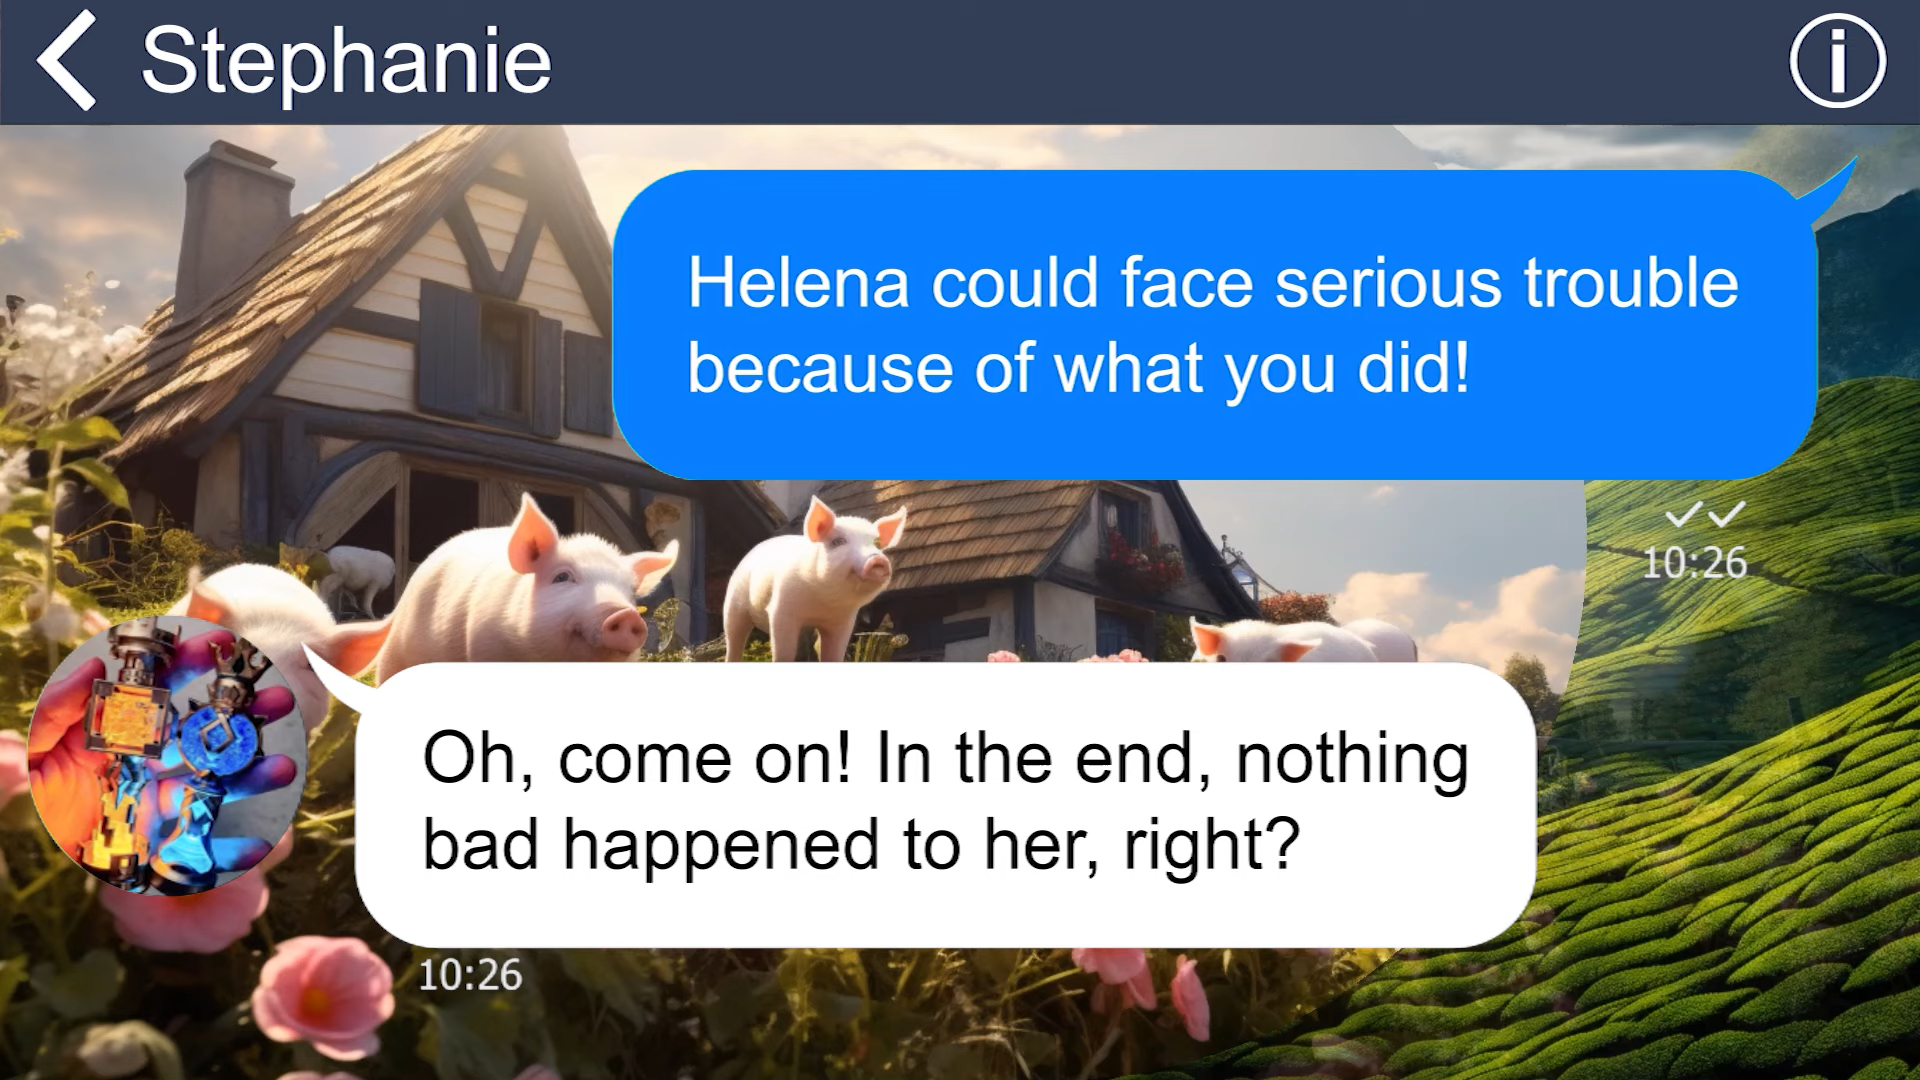 Stephanie
Helena could face serious trouble
because of what you did!
10:26
Oh, come on! In the end, nothing
bad happened to her, right?
10:26